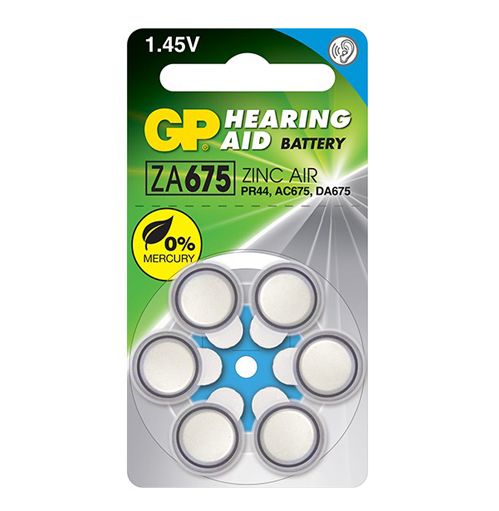 1.45V
GP® HEARING
AID BATTERY
ZA675 ZINC AIR
PR44, AC675, DA675
0%
MERCURY